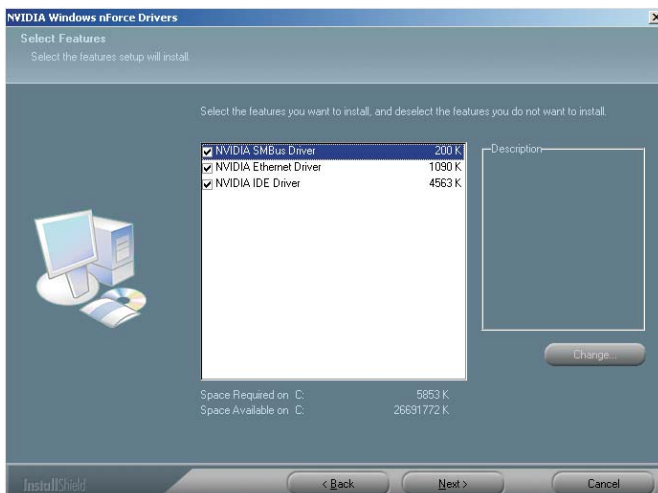 NVIDIA Windows nForce Drivers
Select Features
Select the features setup will install.
Select the features you want to install, and deselect the features you do not want to install.
NVIDIA SMBus Driver 200 K
NVIDIA Ethernet Driver 1090 K
NVIDIA IDE Driver 4563 K
Description
Change...
Space Required on C: 5853 K
Space Available on C: 26691772 K
InstallShield
< Back
Next >
Cancel